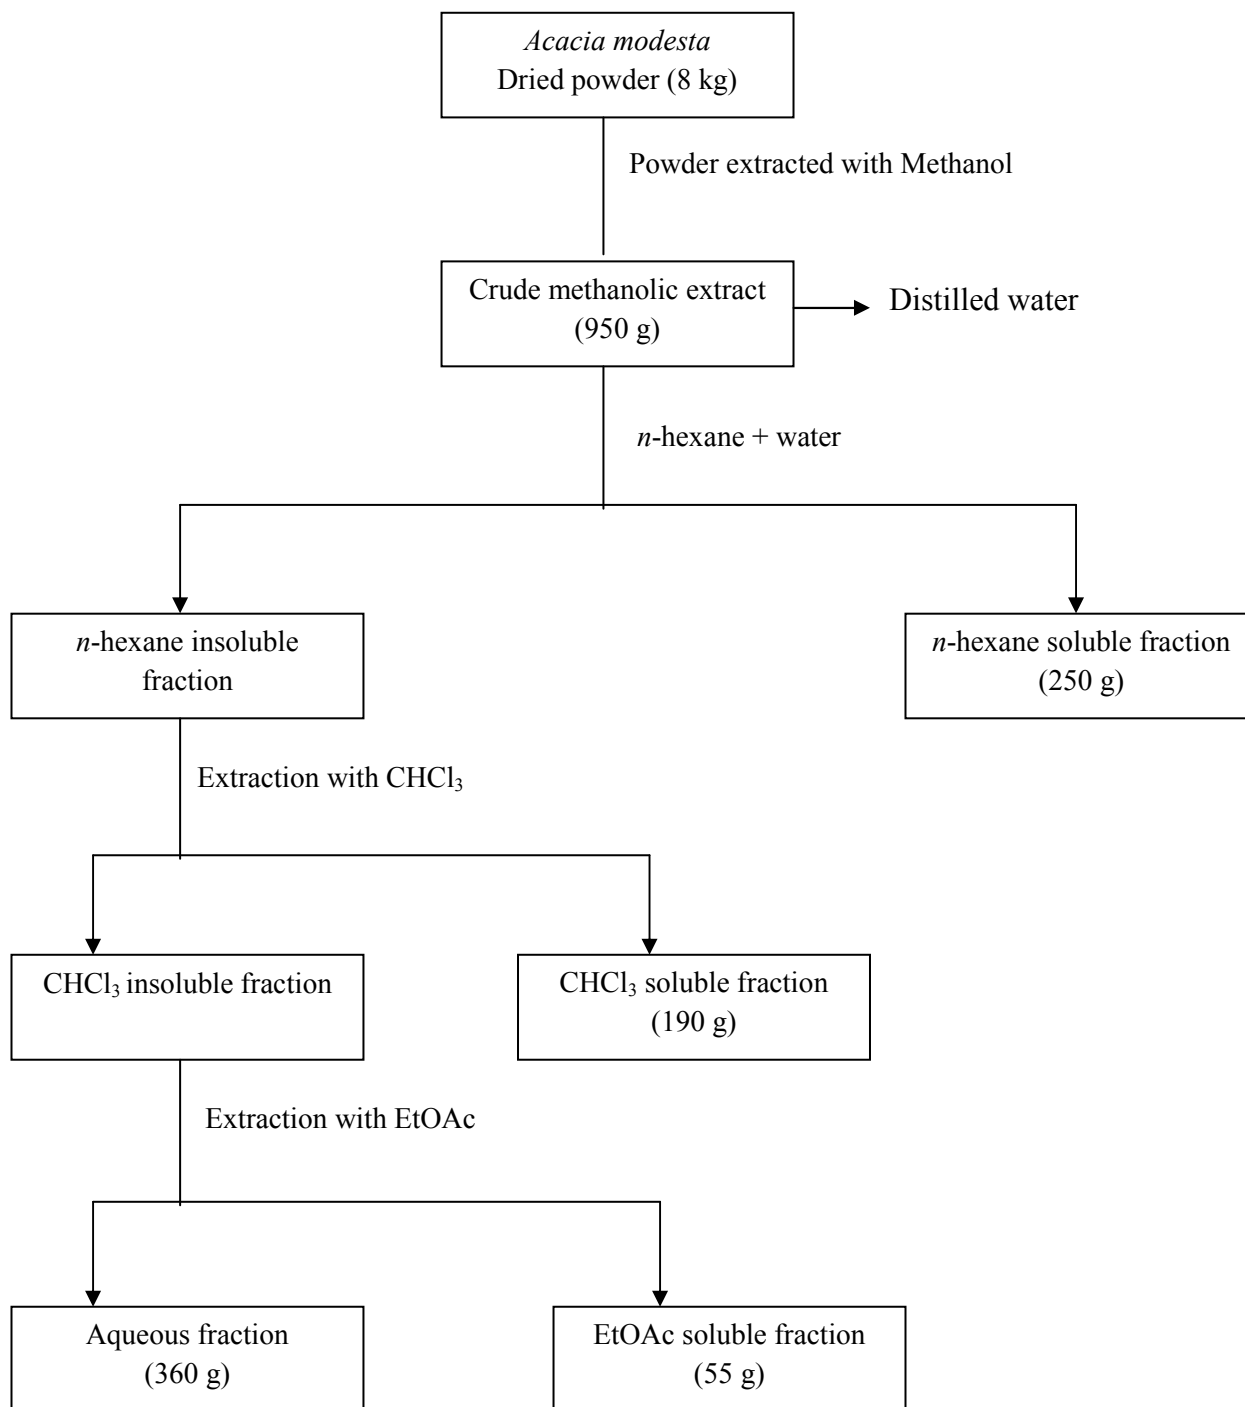 Acacia modesta
Dried powder (8 kg)
Powder extracted with Methanol
Crude methanolic extract
(950 g)
Distilled water
n-hexane + water
n-hexane insoluble
fraction
n-hexane soluble fraction
(250 g)
Extraction with CHCl₃
CHCl₃ insoluble fraction
CHCl₃ soluble fraction
(190 g)
Extraction with EtOAc
Aqueous fraction
(360 g)
EtOAc soluble fraction
(55 g)